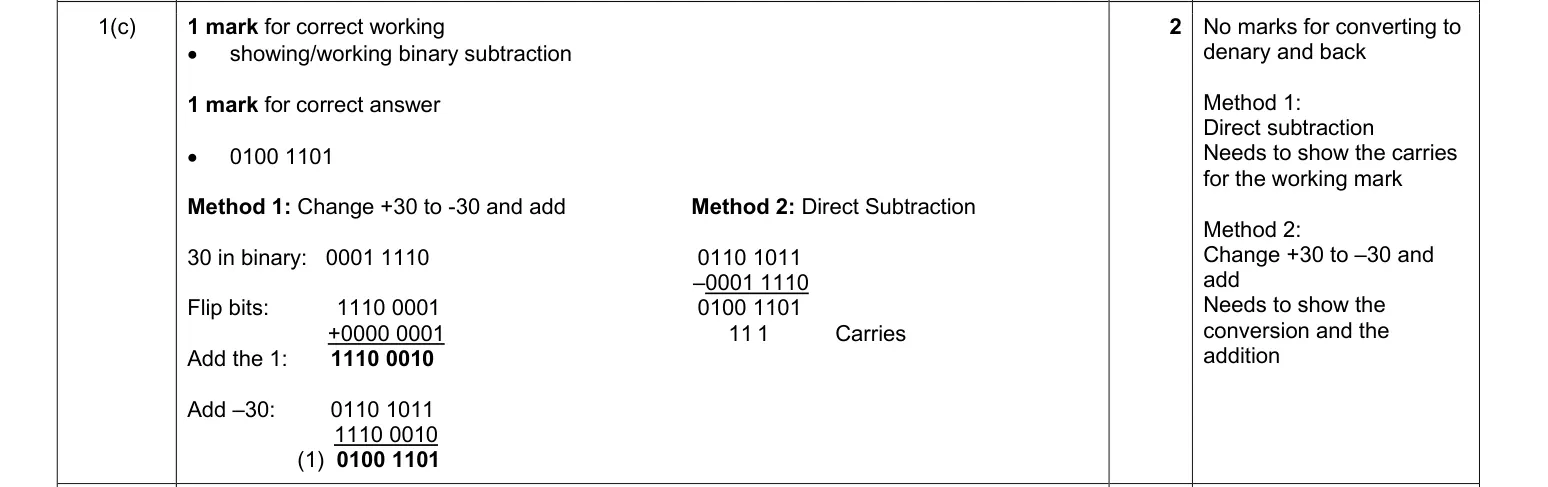 1(c)
1 mark for correct working
• showing/working binary subtraction
1 mark for correct answer
• 0100 1101
Method 1: Change +30 to -30 and add
30 in binary: 0001 1110
Flip bits: 1110 0001
+0000 0001
Add the 1: 1110 0010
Add –30: 0110 1011
1110 0010
(1) 0100 1101
Method 2: Direct Subtraction
0110 1011
–0001 1110
0100 1101
11 1 Carries
2
No marks for converting to
denary and back
Method 1:
Direct subtraction
Needs to show the carries
for the working mark
Method 2:
Change +30 to –30 and
add
Needs to show the
conversion and the
addition